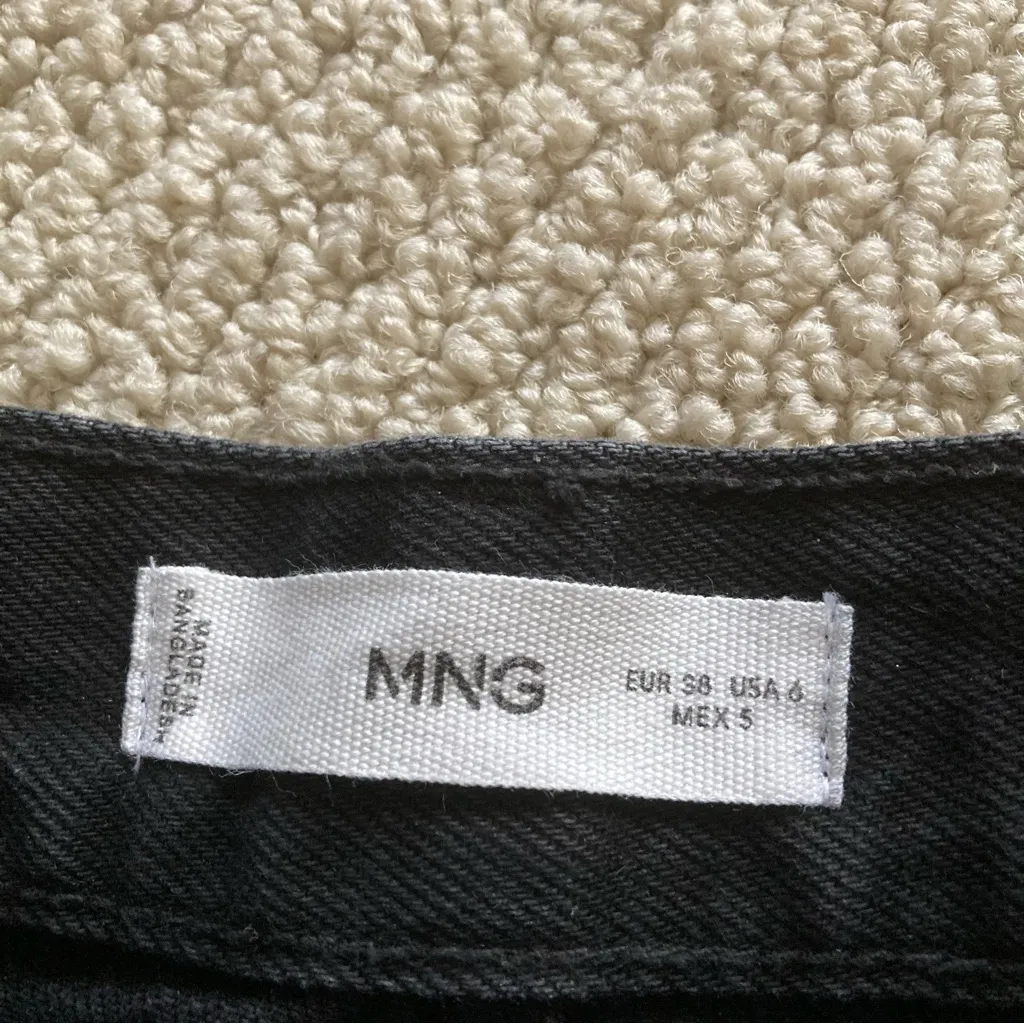 MADE IN
BANGLADESH
MNG
EUR 38 USA 6
MEX 5